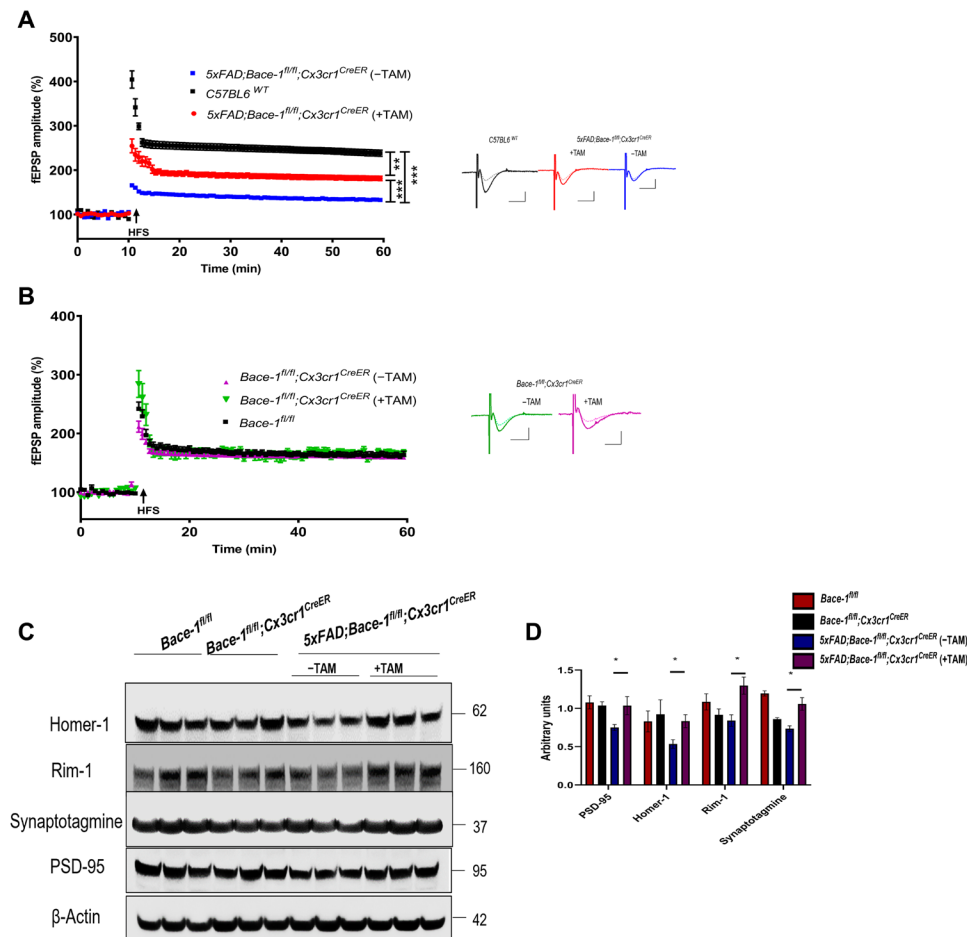 A
500
400
300
200
100
fEPSP amplitude (%)
0 10 20 30 40 50 60
HFS
Time (min)
5xFAD;Bace-1fl/fl;Cx3cr1CreER (−TAM)
C57BL6 WT
5xFAD;Bace-1fl/fl;Cx3cr1CreER (+TAM)
**
***
***
C57BL6 WT
5xFAD;Bace-1fl/fl;Cx3cr1CreER
+TAM
−TAM
B
400
300
200
100
fEPSP amplitude (%)
0 20 40 60
HFS
Time (min)
Bace-1fl/fl;Cx3cr1CreER (−TAM)
Bace-1fl/fl;Cx3cr1CreER (+TAM)
Bace-1fl/fl
Bace-1fl/fl;Cx3cr1CreER
−TAM
+TAM
C
Bace-1fl/fl
Bace-1fl/fl;Cx3cr1CreER
5xFAD;Bace-1fl/fl;Cx3cr1CreER
−TAM
+TAM
Homer-1
62
Rim-1
160
Synaptotagmine
37
PSD-95
95
β-Actin
42
D
Bace-1fl/fl
Bace-1fl/fl;Cx3cr1CreER
5xFAD;Bace-1fl/fl;Cx3cr1CreER (−TAM)
5xFAD;Bace-1fl/fl;Cx3cr1CreER (+TAM)
1.5
1.0
0.5
0.0
Arbitrary units
* * * *
PSD-95
Homer-1
Rim-1
Synaptotagmine